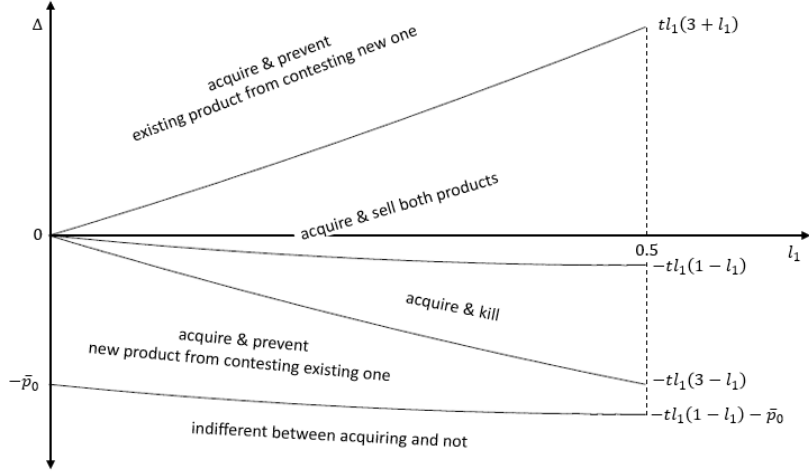 Δ
tl₁(3 + l₁)
acquire & prevent
existing product from contesting new one
acquire & sell both products
0
0.5
l₁
−tl₁(1 − l₁)
acquire & kill
acquire & prevent
new product from contesting existing one
−p̄₀
−tl₁(3 − l₁)
−tl₁(1 − l₁) − p̄₀
indifferent between acquiring and not